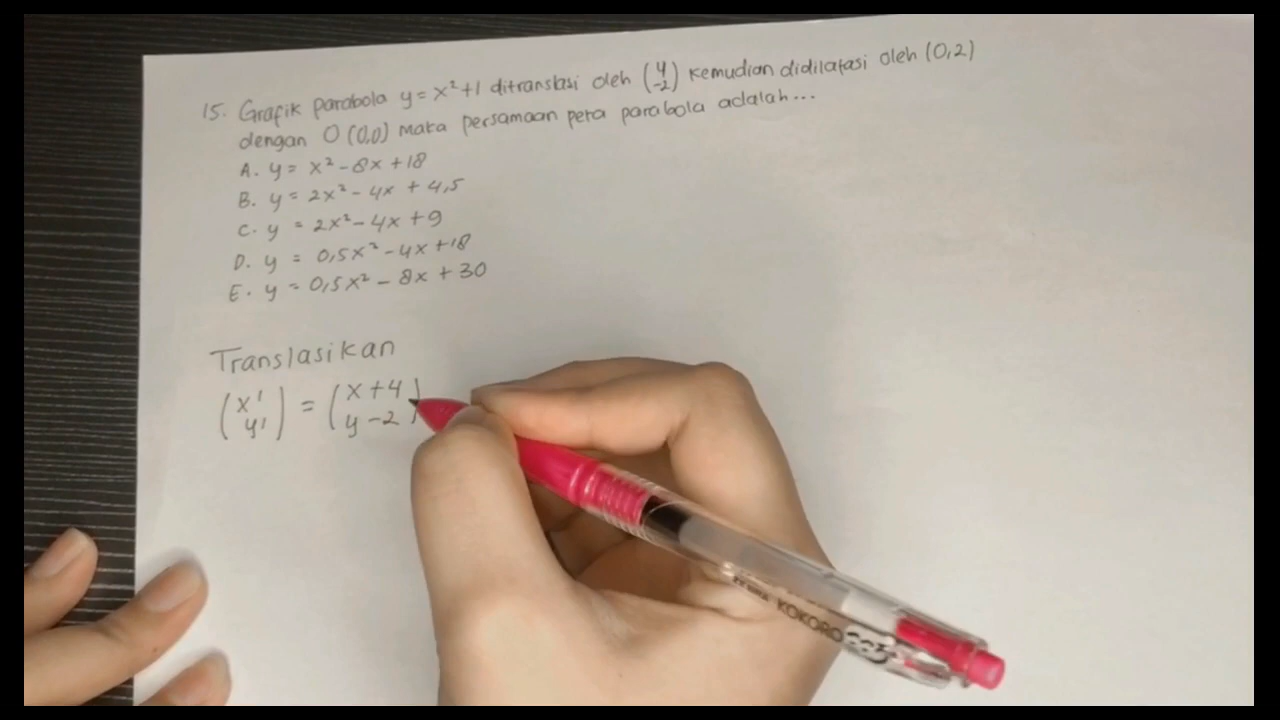 15. Grafik parabola y = x²+1 ditranslasi oleh (4 -2) kemudian didilatasi oleh (0,2)
dengan O (0,0) Maka persamaan peta parabola adalah...
A. y = x² - 8x + 18
B. y = 2x² - 4x + 4,5
C. y = 2x² - 4x + 9
D. y = 0,5x² - 4x + 18
E. y = 0,5x² - 8x + 30
Translasikan
(x' y') = (x + 4 y - 2)
KOKORO